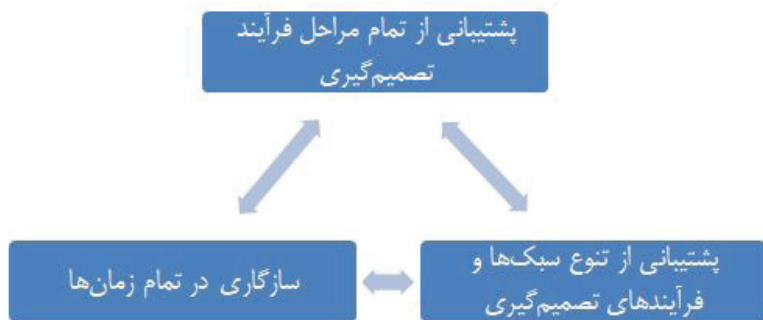 پشتیبانی از تمام مراحل فرآیند
تصمیم‌گیری
پشتیبانی از تنوع سبک‌ها و
فرآیندهای تصمیم‌گیری
سازگاری در تمام زمان‌ها